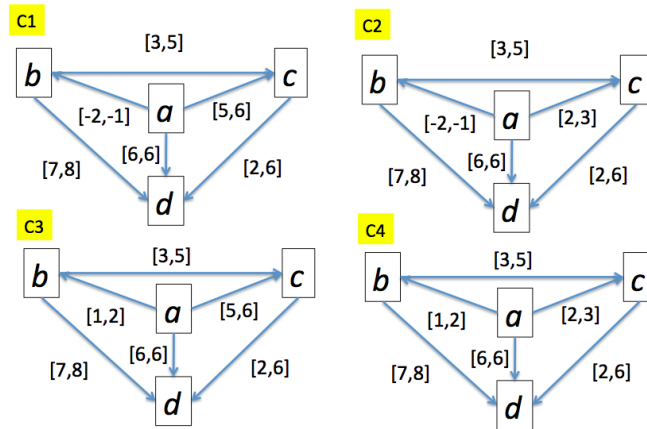 C1
[3,5]
b
c
a
[-2,-1]
[5,6]
[6,6]
[7,8]
[2,6]
d
C2
[3,5]
b
c
a
[-2,-1]
[2,3]
[6,6]
[7,8]
[2,6]
d
C3
[3,5]
b
c
a
[1,2]
[5,6]
[6,6]
[7,8]
[2,6]
d
C4
[3,5]
b
c
a
[1,2]
[2,3]
[6,6]
[7,8]
[2,6]
d